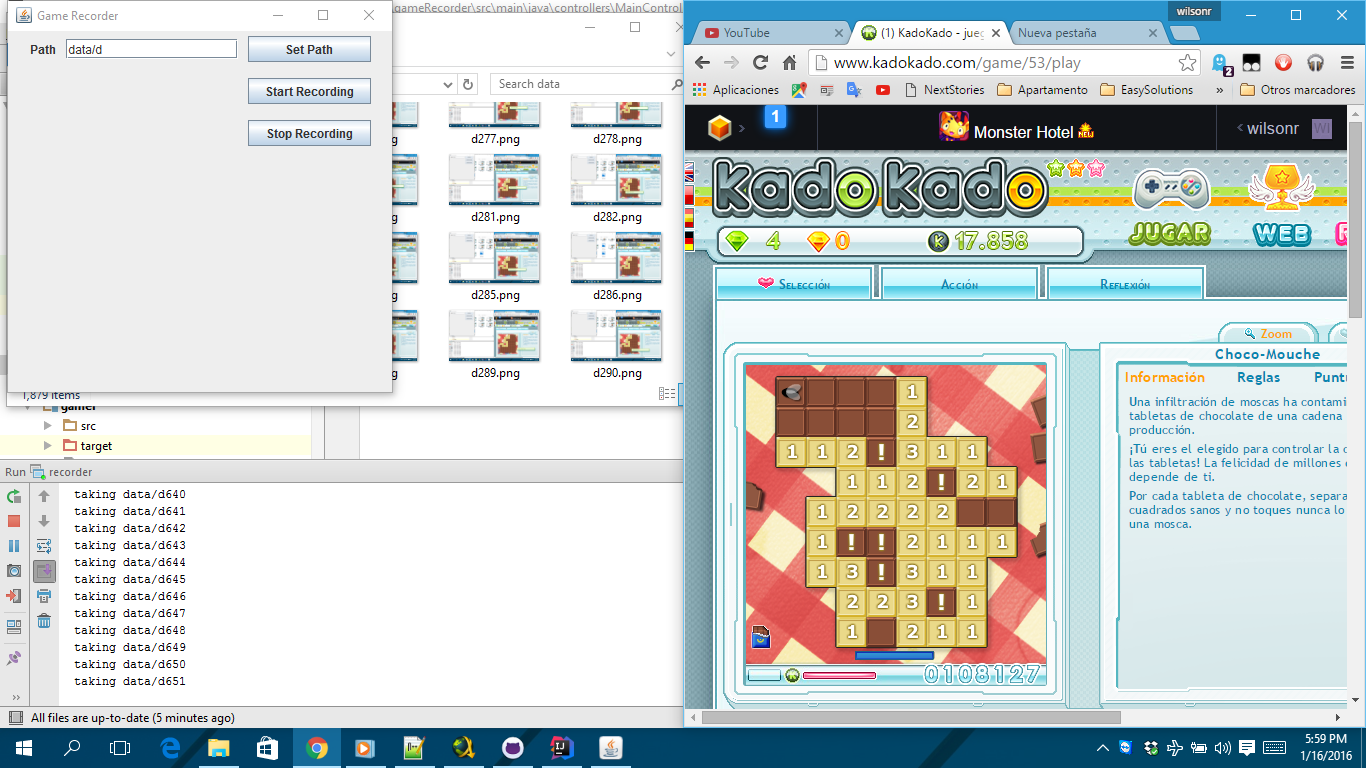 Game Recorder
Path data/d Set Path
Start Recording
Stop Recording
.gameRecorder\src\main\java\controllers\MainControl
Search data
d277.png d278.png
d281.png d282.png
d285.png d286.png
d289.png d290.png
1,879 items
gamer
src
target
Run recorder
taking data/d640
taking data/d641
taking data/d642
taking data/d643
taking data/d644
taking data/d645
taking data/d646
taking data/d647
taking data/d648
taking data/d649
taking data/d650
taking data/d651
All files are up-to-date (5 minutes ago)
wilsonr
YouTube
(1) KadoKado - jueg
Nueva pestaña
www.kadokado.com/game/53/play
2
Aplicaciones NextStories Apartamento EasySolutions » Otros marcadores
1 Monster Hotel NEW wilsonr WI
KadoKado
4 0 K 17.858
JUGAR WEB
Selección Acción Reflexión
Zoom
Choco-Mouche
Información Reglas Puntu
Una infiltración de moscas ha contami
tabletas de chocolate de una cadena
producción.
¡Tú eres el elegido para controlar la c
las tabletas! La felicidad de millones
depende de ti.
Por cada tableta de chocolate, separa
cuadrados sanos y no toques nunca lo
una mosca.
1
2
1 1 2 ! 3 1 1
1 1 2 ! 2 1
1 2 2 2 2
1 ! ! 2 1 1 1
1 3 ! 3 1 1
2 2 3 ! 1
1 2 1 1
0108127
5:59 PM
1/16/2016